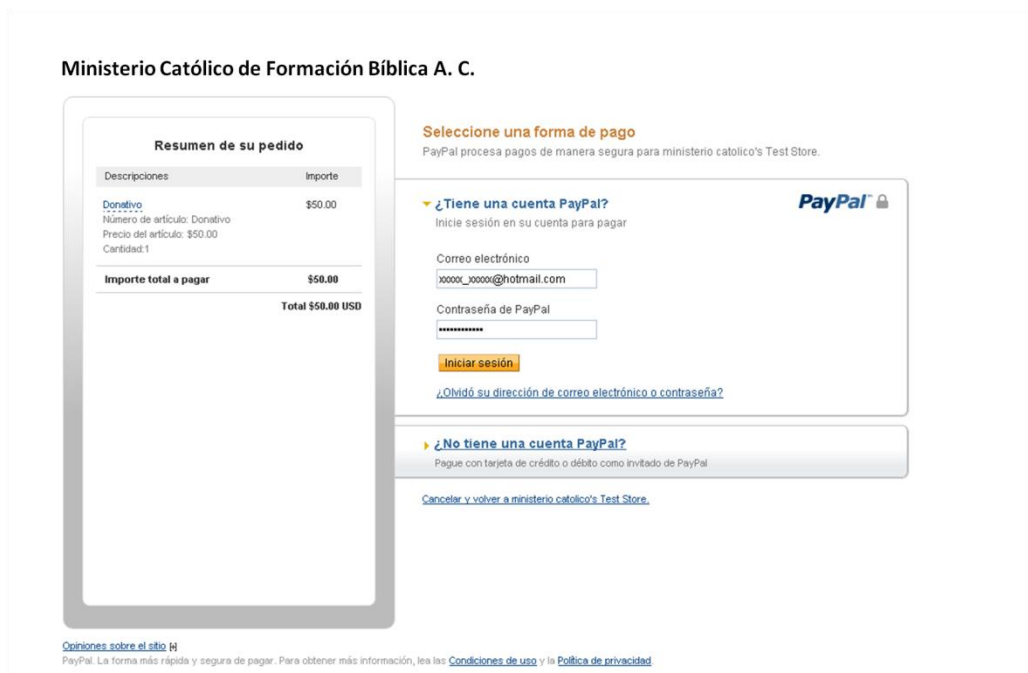 Ministerio Católico de Formación Bíblica A. C.
Resumen de su pedido
Descripciones Importe
Donativo $50.00
Número de artículo: Donativo
Precio del artículo: $50.00
Cantidad:1
Importe total a pagar $50.00
Total $50.00 USD
Seleccione una forma de pago
PayPal procesa pagos de manera segura para ministerio catolico's Test Store.
¿Tiene una cuenta PayPal?
PayPal™
Inicie sesión en su cuenta para pagar
Correo electrónico
xxxxx_xxxxx@hotmail.com
Contraseña de PayPal
••••••••••••
Iniciar sesión
¿Olvidó su dirección de correo electrónico o contraseña?
¿No tiene una cuenta PayPal?
Pague con tarjeta de crédito o débito como invitado de PayPal
Cancelar y volver a ministerio catolico's Test Store.
Opiniones sobre el sitio [+]
PayPal. La forma más rápida y segura de pagar. Para obtener más información, lea las Condiciones de uso y la Política de privacidad.